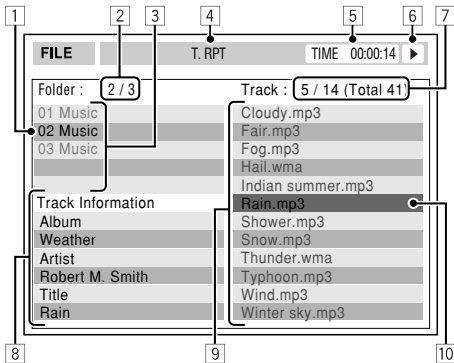 1 2 3 4 5 6 7
FILE T. RPT TIME 00:00:14
Folder : 2 / 3 Track : 5 / 14 (Total 41)
01 Music
02 Music
03 Music
Track Information
Album
Weather
Artist
Robert M. Smith
Title
Rain
Cloudy.mp3
Fair.mp3
Fog.mp3
Hail.wma
Indian summer.mp3
Rain.mp3
Shower.mp3
Snow.mp3
Thunder.wma
Typhoon.mp3
Wind.mp3
Winter sky.mp3
8 9 10